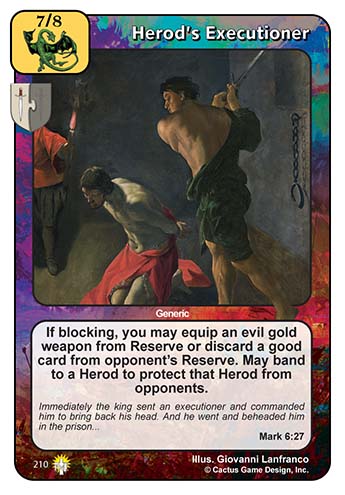 7/8
Herod's Executioner
Generic
If blocking, you may equip an evil gold
weapon from Reserve or discard a good
card from opponent's Reserve. May band
to a Herod to protect that Herod from
opponents.
Immediately the king sent an executioner and commanded
him to bring back his head. And he went and beheaded him
in the prison...
Mark 6:27
210
Illus. Giovanni Lanfranco
© Cactus Game Design, Inc.